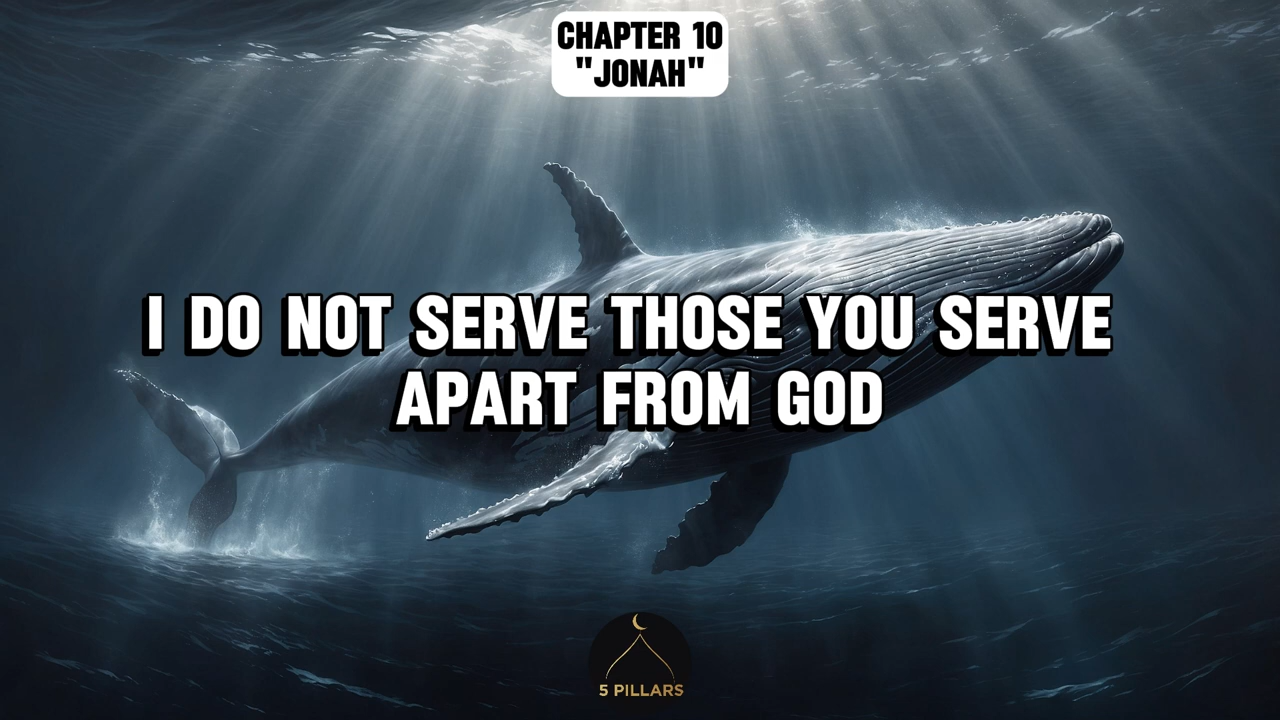 CHAPTER 10
"JONAH"
I DO NOT SERVE THOSE YOU SERVE
APART FROM GOD
5 PILLARS